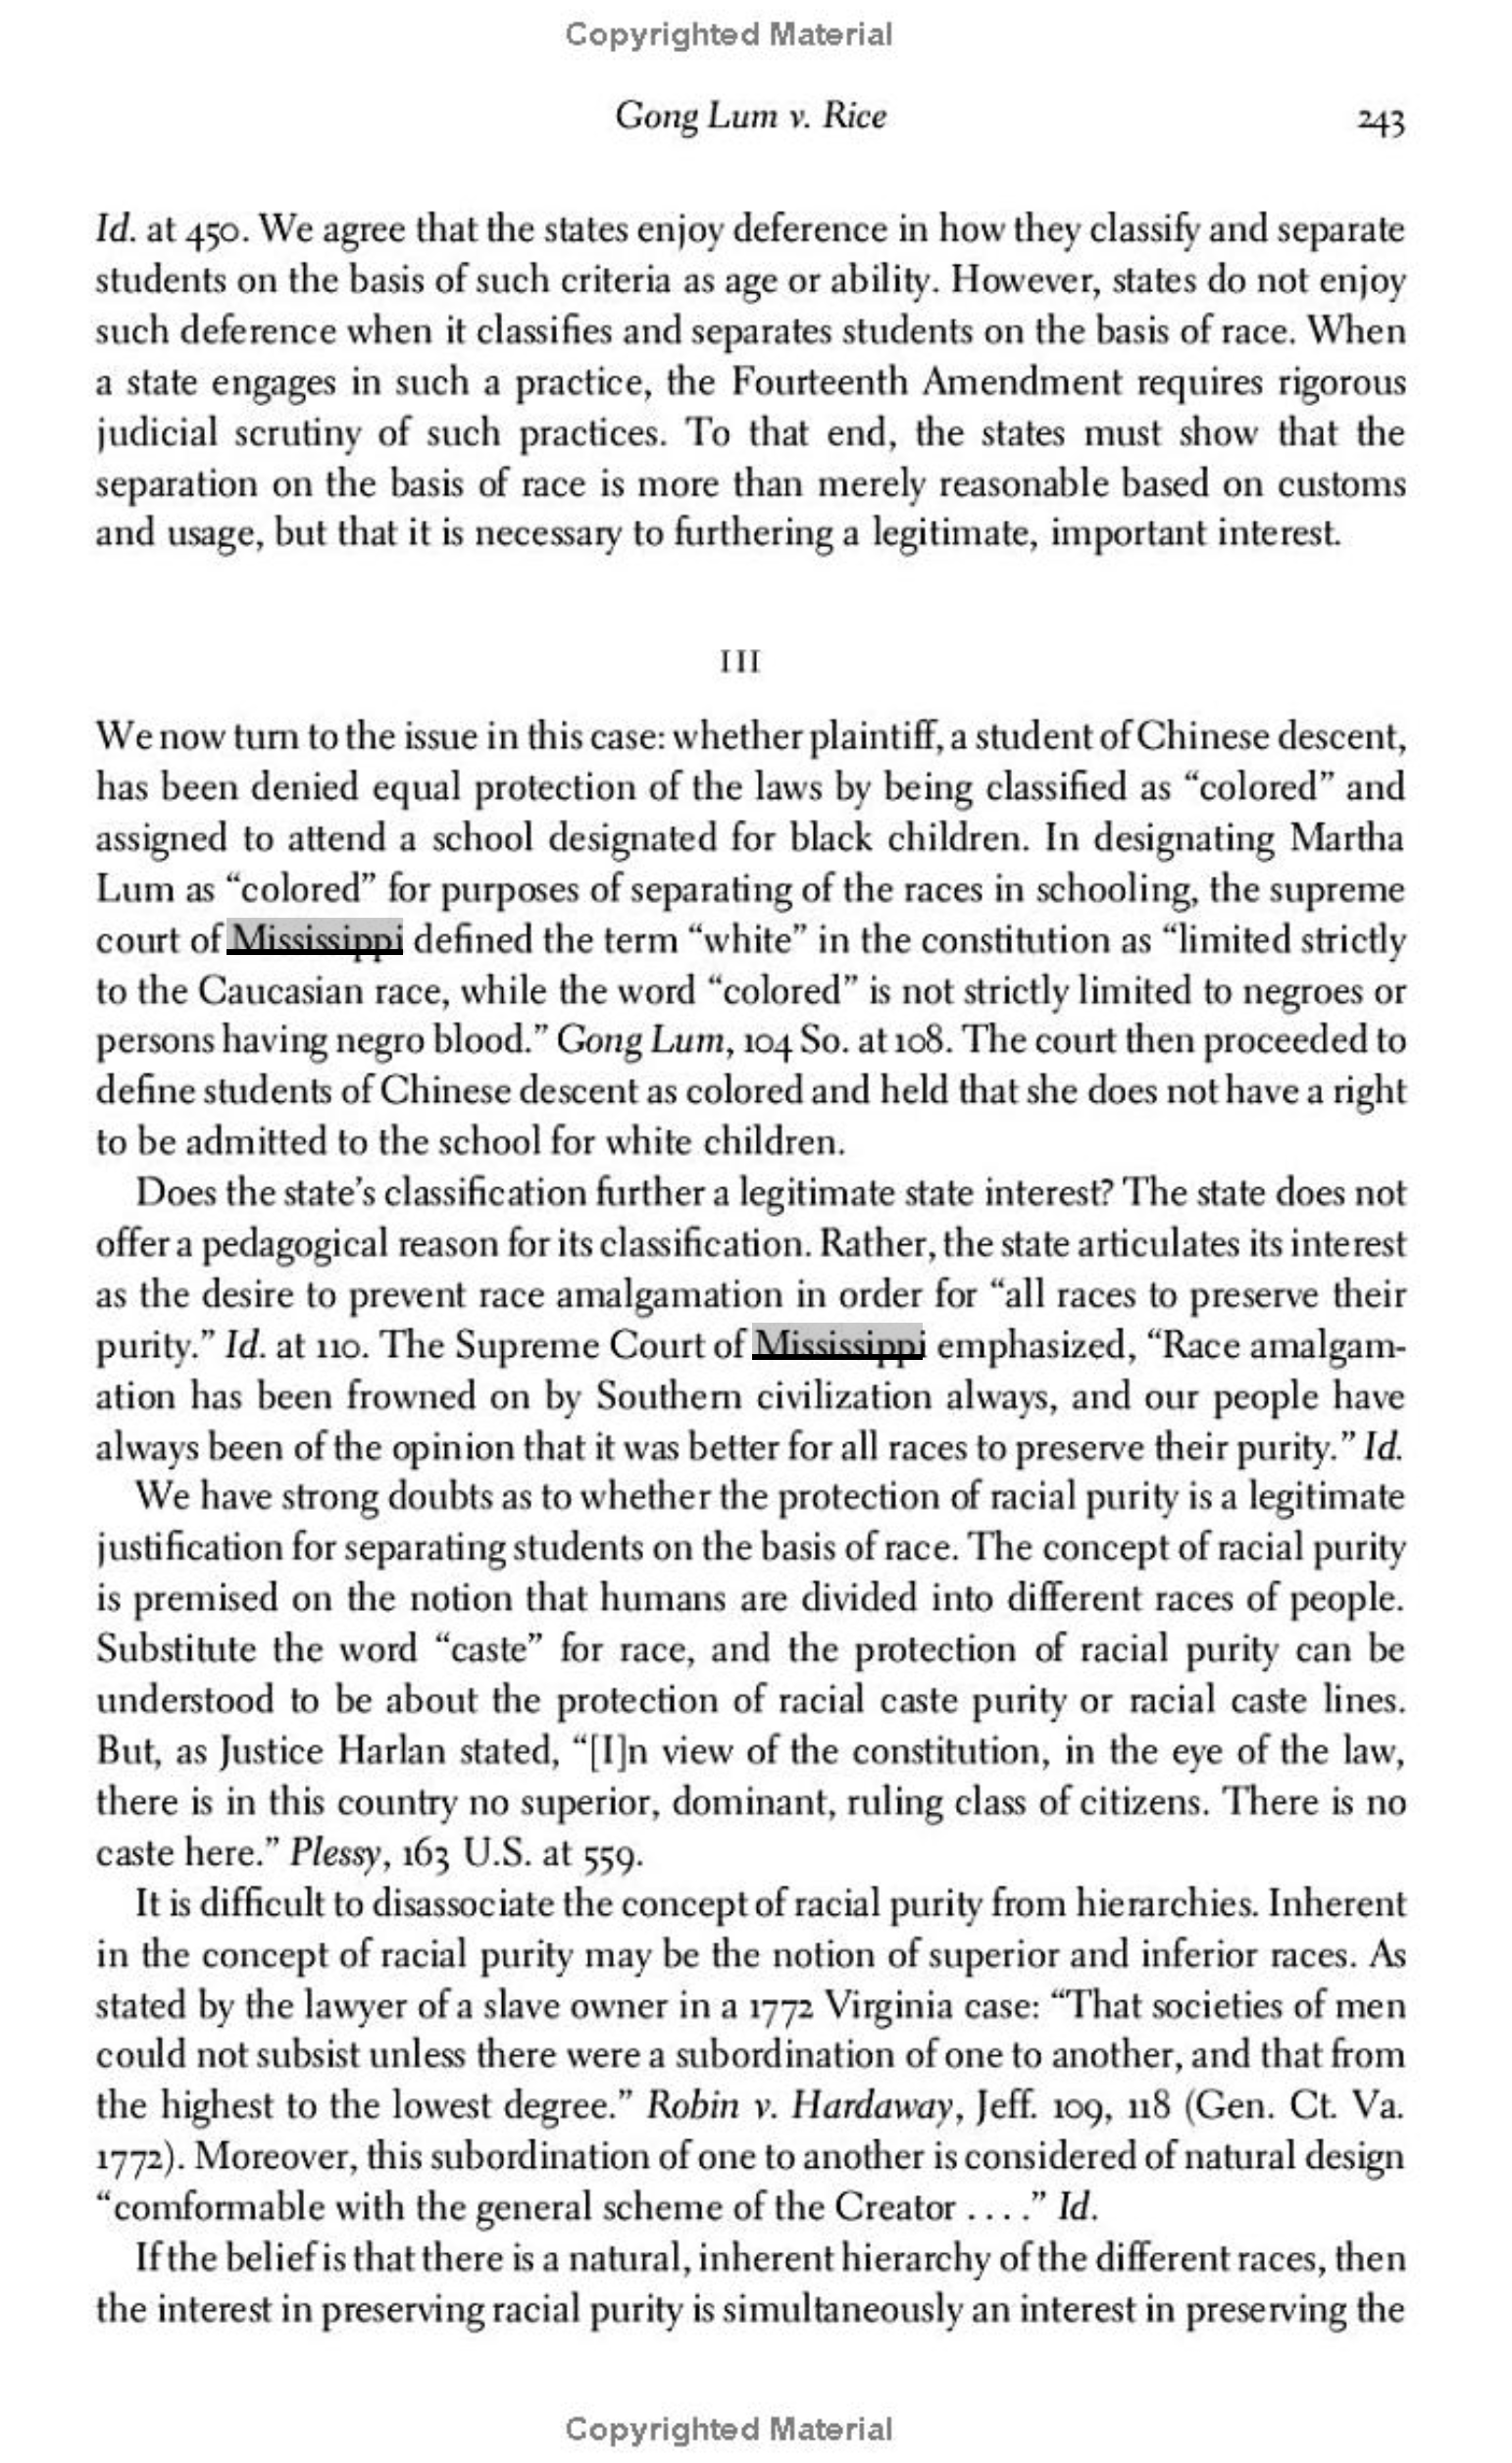 Copyrighted Material
Gong Lum v. Rice 243
Id. at 450. We agree that the states enjoy deference in how they classify and separate
students on the basis of such criteria as age or ability. However, states do not enjoy
such deference when it classifies and separates students on the basis of race. When
a state engages in such a practice, the Fourteenth Amendment requires rigorous
judicial scrutiny of such practices. To that end, the states must show that the
separation on the basis of race is more than merely reasonable based on customs
and usage, but that it is necessary to furthering a legitimate, important interest.
III
We now turn to the issue in this case: whether plaintiff, a student of Chinese descent,
has been denied equal protection of the laws by being classified as “colored” and
assigned to attend a school designated for black children. In designating Martha
Lum as “colored” for purposes of separating of the races in schooling, the supreme
court of Mississippi defined the term “white” in the constitution as “limited strictly
to the Caucasian race, while the word “colored” is not strictly limited to negroes or
persons having negro blood.” Gong Lum, 104 So. at 108. The court then proceeded to
define students of Chinese descent as colored and held that she does not have a right
to be admitted to the school for white children.
Does the state’s classification further a legitimate state interest? The state does not
offer a pedagogical reason for its classification. Rather, the state articulates its interest
as the desire to prevent race amalgamation in order for “all races to preserve their
purity.” Id. at 110. The Supreme Court of Mississippi emphasized, “Race amalgam-
ation has been frowned on by Southern civilization always, and our people have
always been of the opinion that it was better for all races to preserve their purity.” Id.
We have strong doubts as to whether the protection of racial purity is a legitimate
justification for separating students on the basis of race. The concept of racial purity
is premised on the notion that humans are divided into different races of people.
Substitute the word “caste” for race, and the protection of racial purity can be
understood to be about the protection of racial caste purity or racial caste lines.
But, as Justice Harlan stated, “[I]n view of the constitution, in the eye of the law,
there is in this country no superior, dominant, ruling class of citizens. There is no
caste here.” Plessy, 163 U.S. at 559.
It is difficult to disassociate the concept of racial purity from hierarchies. Inherent
in the concept of racial purity may be the notion of superior and inferior races. As
stated by the lawyer of a slave owner in a 1772 Virginia case: “That societies of men
could not subsist unless there were a subordination of one to another, and that from
the highest to the lowest degree.” Robin v. Hardaway, Jeff. 109, 118 (Gen. Ct. Va.
1772). Moreover, this subordination of one to another is considered of natural design
“comformable with the general scheme of the Creator . . . .” Id.
If the belief is that there is a natural, inherent hierarchy of the different races, then
the interest in preserving racial purity is simultaneously an interest in preserving the
Copyrighted Material